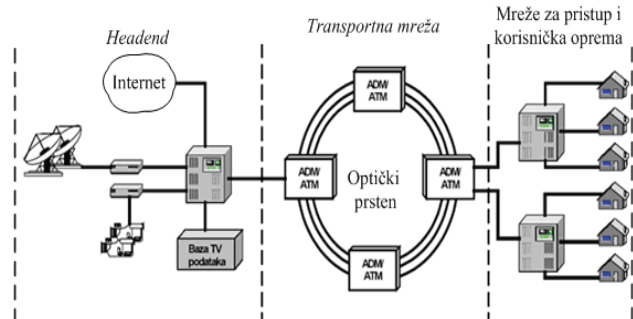 Headend
Transportna mreža
Mreže za pristup i
korisnička oprema
Internet
Baza TV
podataka
ADM/
ATM
ADM/
ATM
Optički
prsten
ADM/
ATM
ADM/
ATM